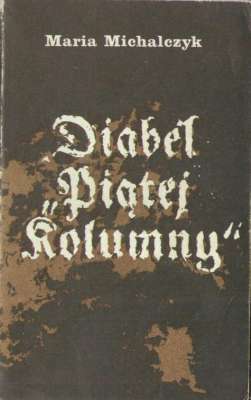 Maria Michalczyk
Diabeł
„Piątej
Kolumny"